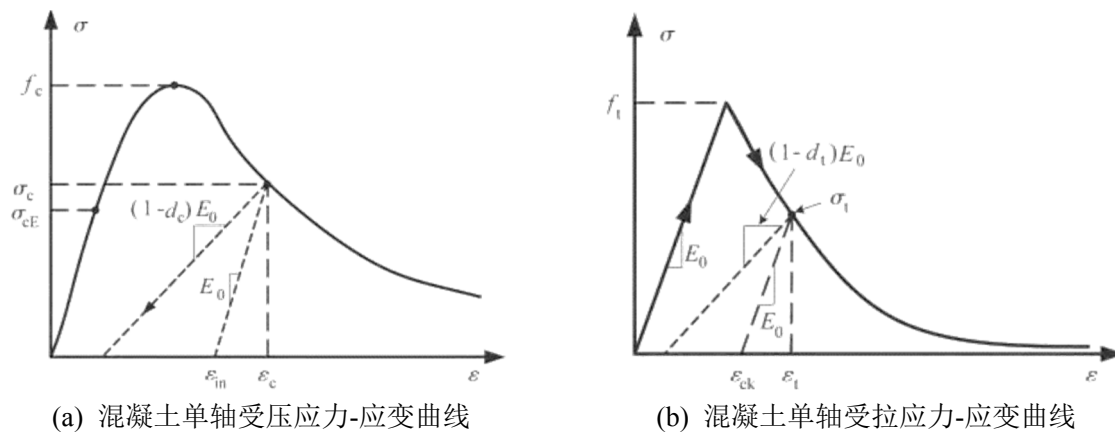 σ
f_c
σ_c
σ_cE
(1-d_c)E_0
E_0
ε_in
ε_c
ε
(a) 混凝土单轴受压应力-应变曲线
σ
f_t
(1-d_t)E_0
σ_t
E_0
E_0
ε_ck
ε_t
ε
(b) 混凝土单轴受拉应力-应变曲线